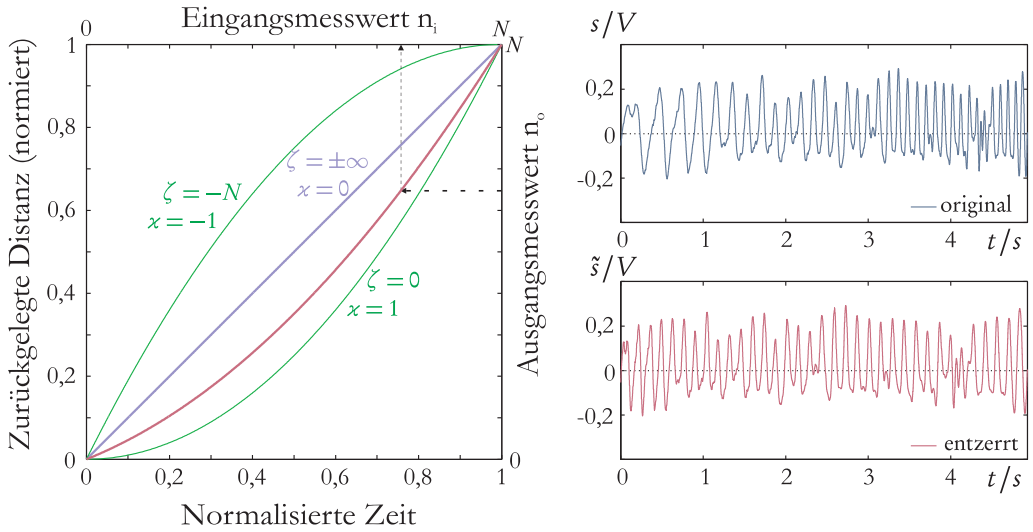 0 Eingangsmesswert nᵢ N
1 N
0,8
0,6
0,4
0,2
0
Zurückgelegte Distanz (normiert)
ζ = ±∞
ϰ = 0
ζ = −N
ϰ = −1
ζ = 0
ϰ = 1
Ausgangsmesswert nₒ
0
0 0,2 0,4 0,6 0,8 1
Normalisierte Zeit
s/V
0,2
0
-0,2
original
0 1 2 3 4 t/s
s̃/V
0,2
0
-0,2
entzerrt
0 1 2 3 4 t/s